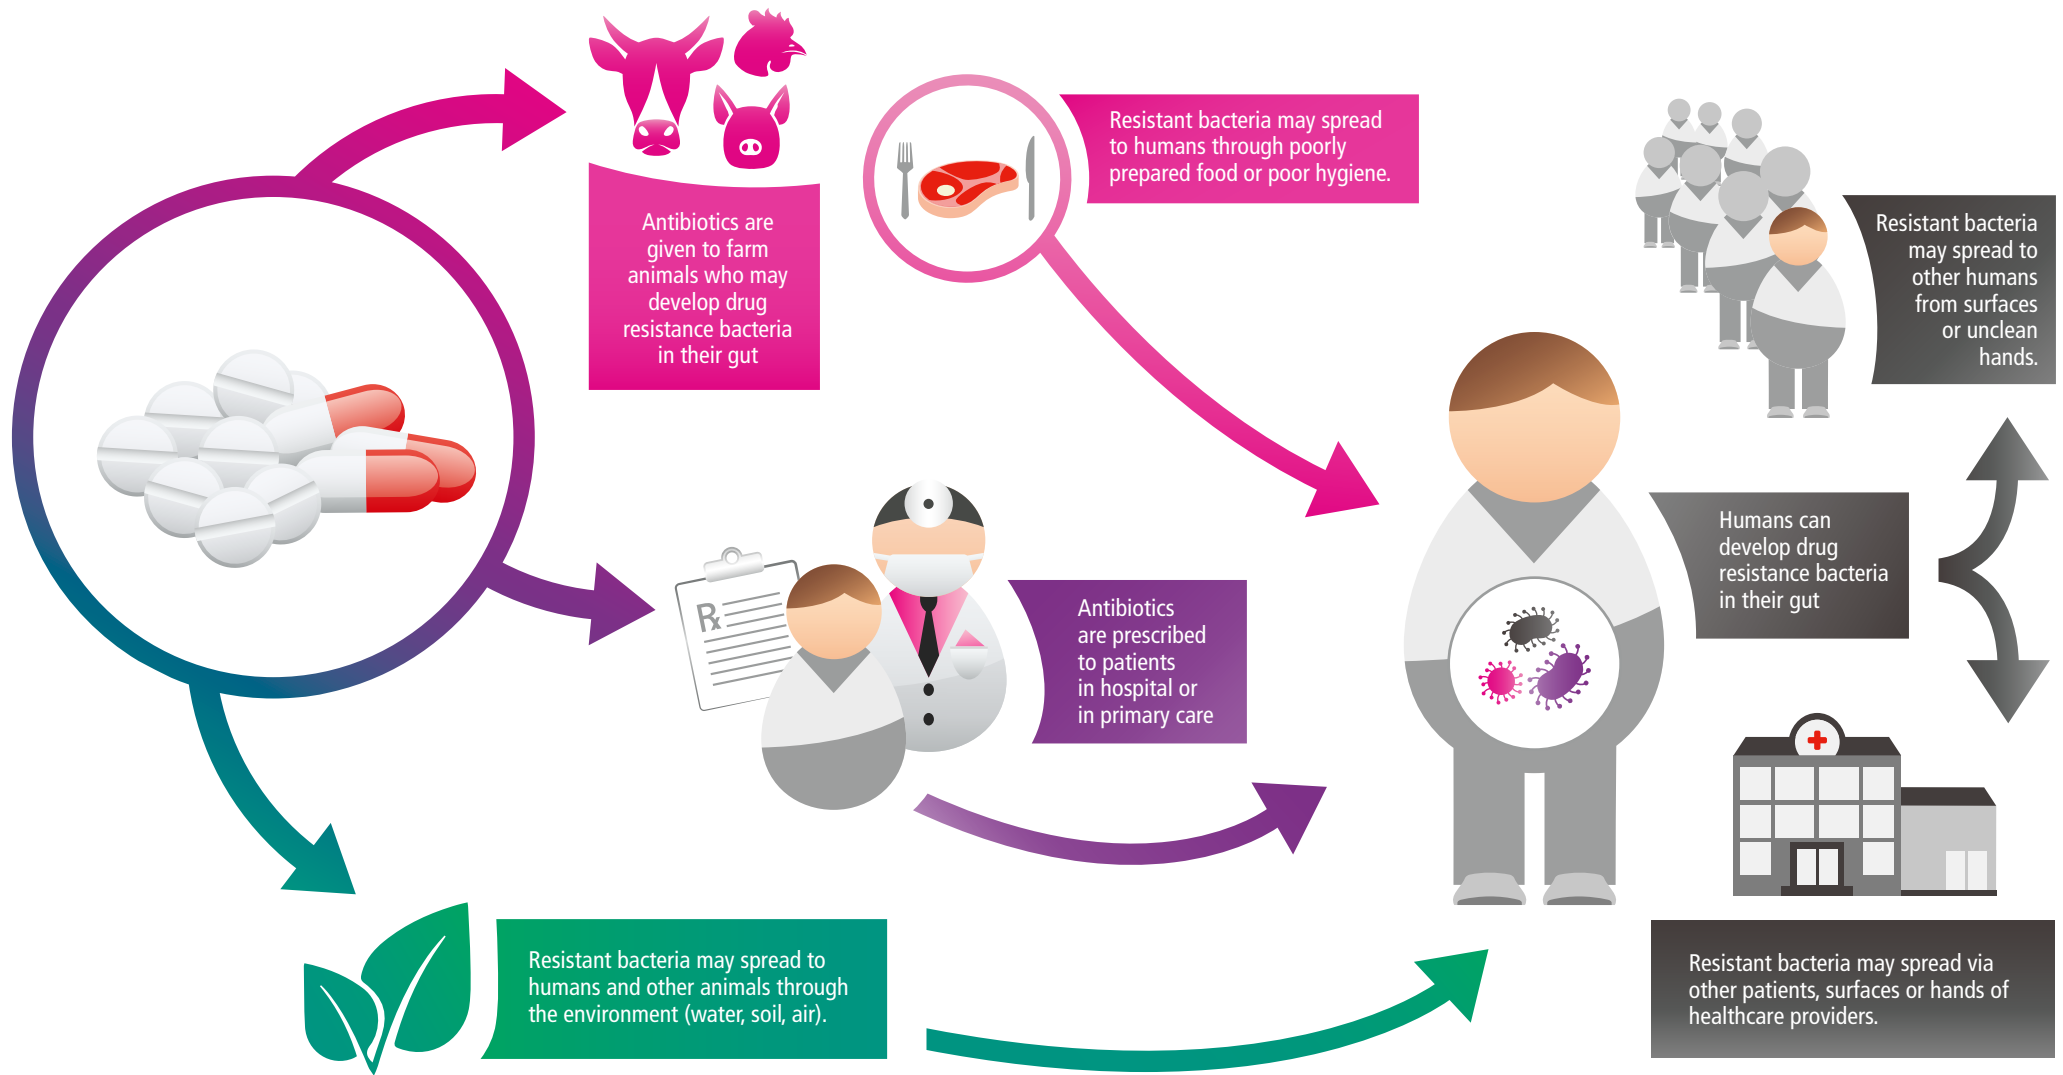 Antibiotics are
given to farm
animals who may
develop drug
resistance bacteria
in their gut
Resistant bacteria may spread
to humans through poorly
prepared food or poor hygiene.
Resistant bacteria
may spread to
other humans
from surfaces
or unclean
hands.
Rx
Antibiotics
are prescribed
to patients
in hospital or
in primary care
Humans can
develop drug
resistance bacteria
in their gut
Resistant bacteria may spread to
humans and other animals through
the environment (water, soil, air).
Resistant bacteria may spread via
other patients, surfaces or hands of
healthcare providers.